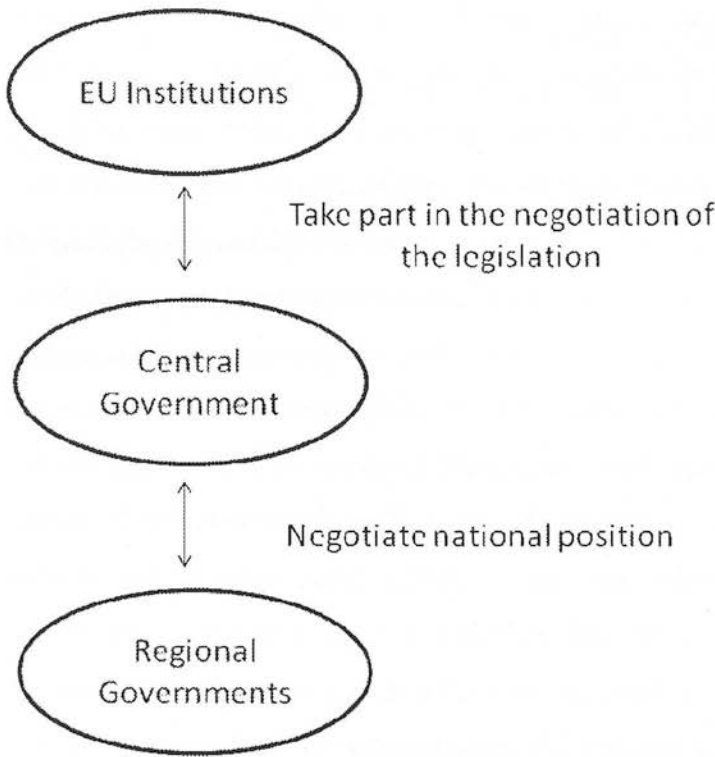 EU Institutions
Take part in the negotiation of
the legislation
Central
Government
Negotiate national position
Regional
Governments